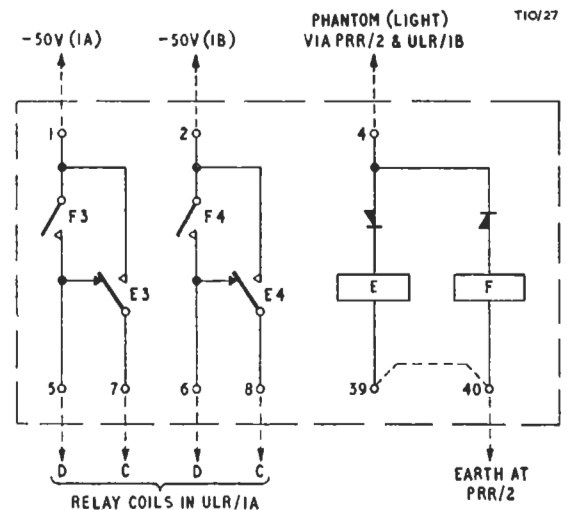 T10/27
PHANTOM (LIGHT)
-50V (1A) -50V (1B) VIA PRR/2 & ULR/1B
1 2 4
F3 F4
E3 E4 E F
5 7 6 8 39 40
D C D C
EARTH AT
RELAY COILS IN ULR/1A PRR/2